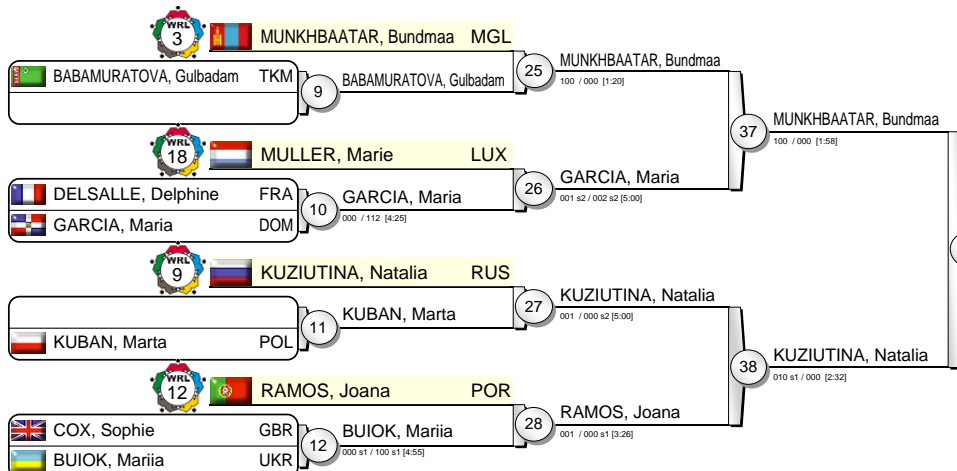 WRL
3
MUNKHBAATAR, Bundmaa MGL
BABAMURATOVA, Gulbadam TKM
9
BABAMURATOVA, Gulbadam
25
MUNKHBAATAR, Bundmaa
100 / 000 [1:20]
37
MUNKHBAATAR, Bundmaa
100 / 000 [1:58]
WRL
18
MULLER, Marie LUX
DELSALLE, Delphine FRA
GARCIA, Maria DOM
10
GARCIA, Maria
000 / 112 [4:25]
26
GARCIA, Maria
001 s2 / 002 s2 [5:00]
WRL
9
KUZIUTINA, Natalia RUS
KUBAN, Marta POL
11
KUBAN, Marta
27
KUZIUTINA, Natalia
001 / 000 s2 [5:00]
38
KUZIUTINA, Natalia
010 s1 / 000 [2:32]
WRL
12
RAMOS, Joana POR
COX, Sophie GBR
BUIOK, Mariia UKR
12
BUIOK, Mariia
000 s1 / 100 s1 [4:55]
28
RAMOS, Joana
001 / 000 s1 [3:26]